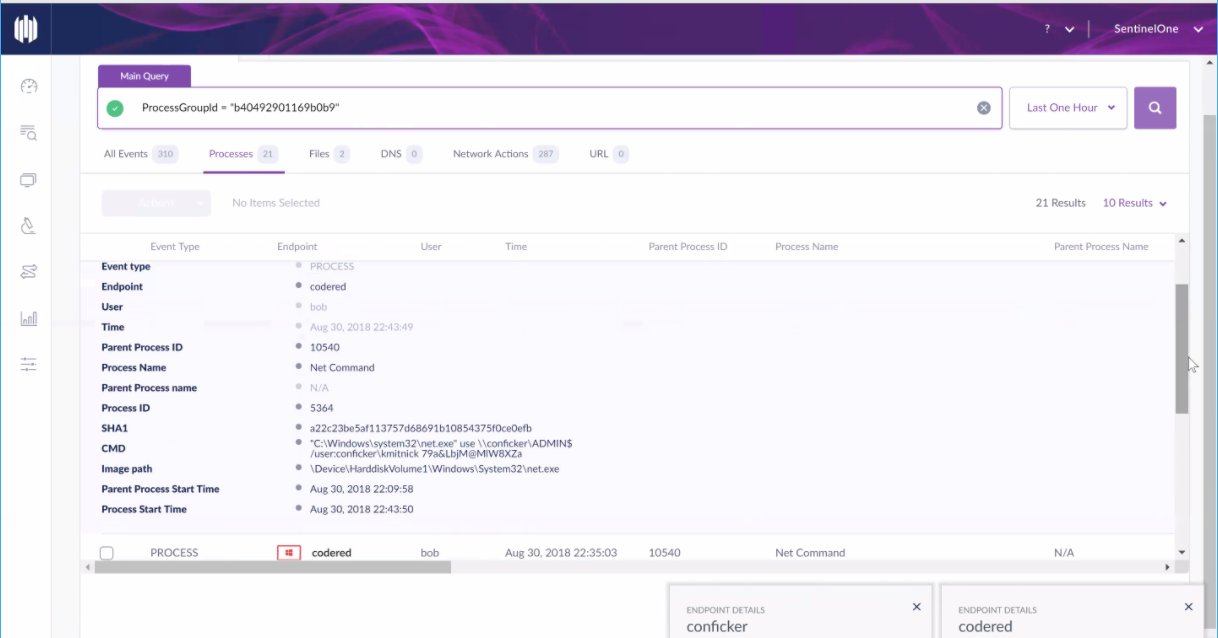 ? SentinelOne
Main Query
ProcessGroupId = "b40492901169b0b9"
Last One Hour
All Events 310 Processes 21 Files 2 DNS 0 Network Actions 287 URL 0
Actions No Items Selected 21 Results 10 Results
Event Type Endpoint User Time Parent Process ID Process Name Parent Process Name
Event type PROCESS
Endpoint codered
User bob
Time Aug 30, 2018 22:43:49
Parent Process ID 10540
Process Name Net Command
Parent Process name N/A
Process ID 5364
SHA1 a22c23be5af113757d68691b10854375f0ce0efb
CMD "C:\Windows\system32\net.exe" use \\conficker\ADMIN$
/user:conficker\kmitnick 79a&LbjM@MIW8XZa
Image path \Device\HarddiskVolume1\Windows\System32\net.exe
Parent Process Start Time Aug 30, 2018 22:09:58
Process Start Time Aug 30, 2018 22:43:50
PROCESS codered bob Aug 30, 2018 22:35:03 10540 Net Command N/A
ENDPOINT DETAILS ENDPOINT DETAILS
conficker codered